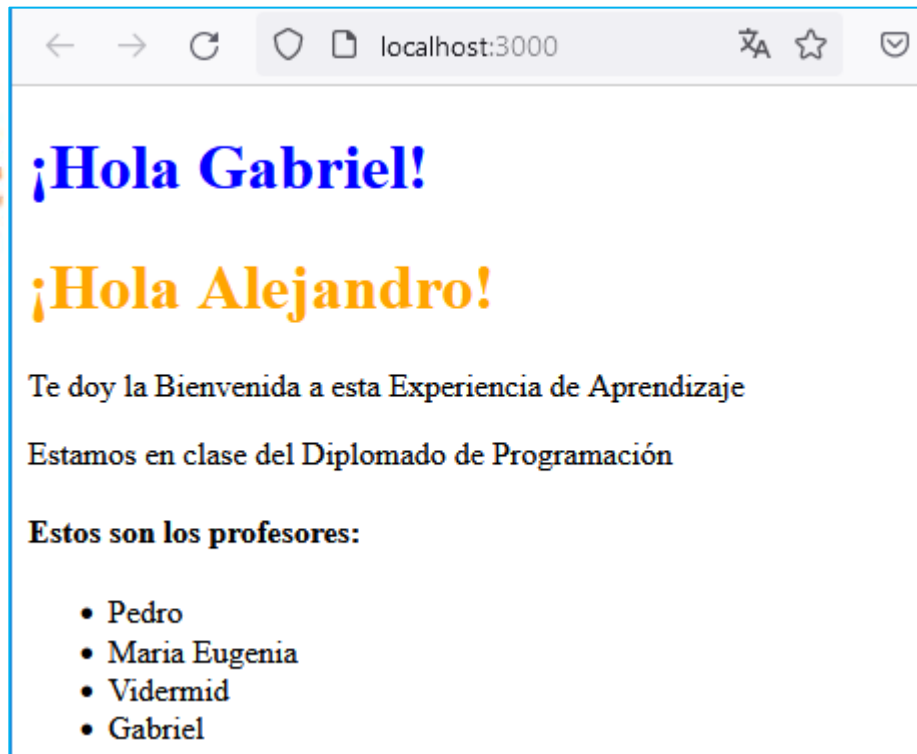 localhost:3000
¡Hola Gabriel!
¡Hola Alejandro!
Te doy la Bienvenida a esta Experiencia de Aprendizaje
Estamos en clase del Diplomado de Programación
Estos son los profesores:
• Pedro
• Maria Eugenia
• Vidermid
• Gabriel